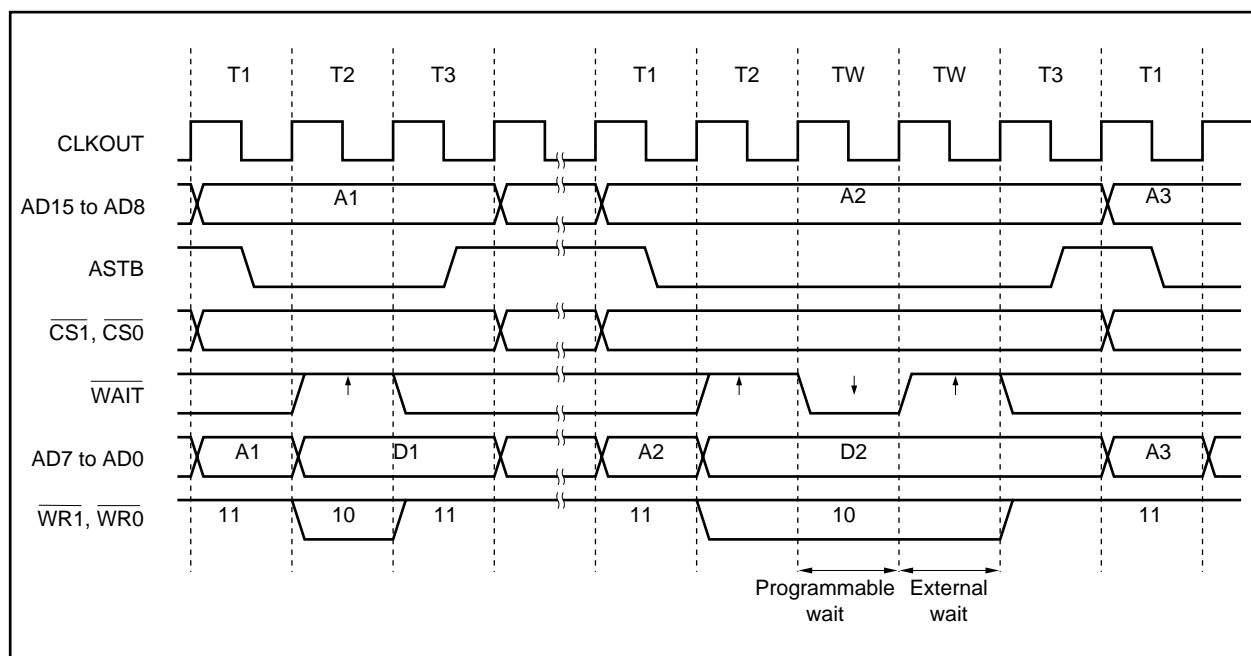 T1 T2 T3 T1 T2 TW TW T3 T1
CLKOUT
AD15 to AD8 A1 A2 A3
ASTB
CS1, CS0
WAIT
AD7 to AD0 A1 D1 A2 D2 A3
WR1, WR0 11 10 11 11 10 11
Programmable wait
External wait